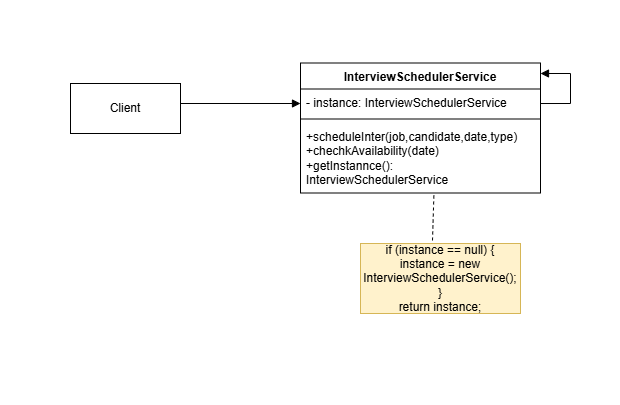 InterviewSchedulerService
Client
- instance: InterviewSchedulerService
+scheduleInter(job,candidate,date,type)
+chechkAvailability(date)
+getInstannce():
InterviewSchedulerService
if (instance == null) {
instance = new
InterviewSchedulerService();
}
return instance;